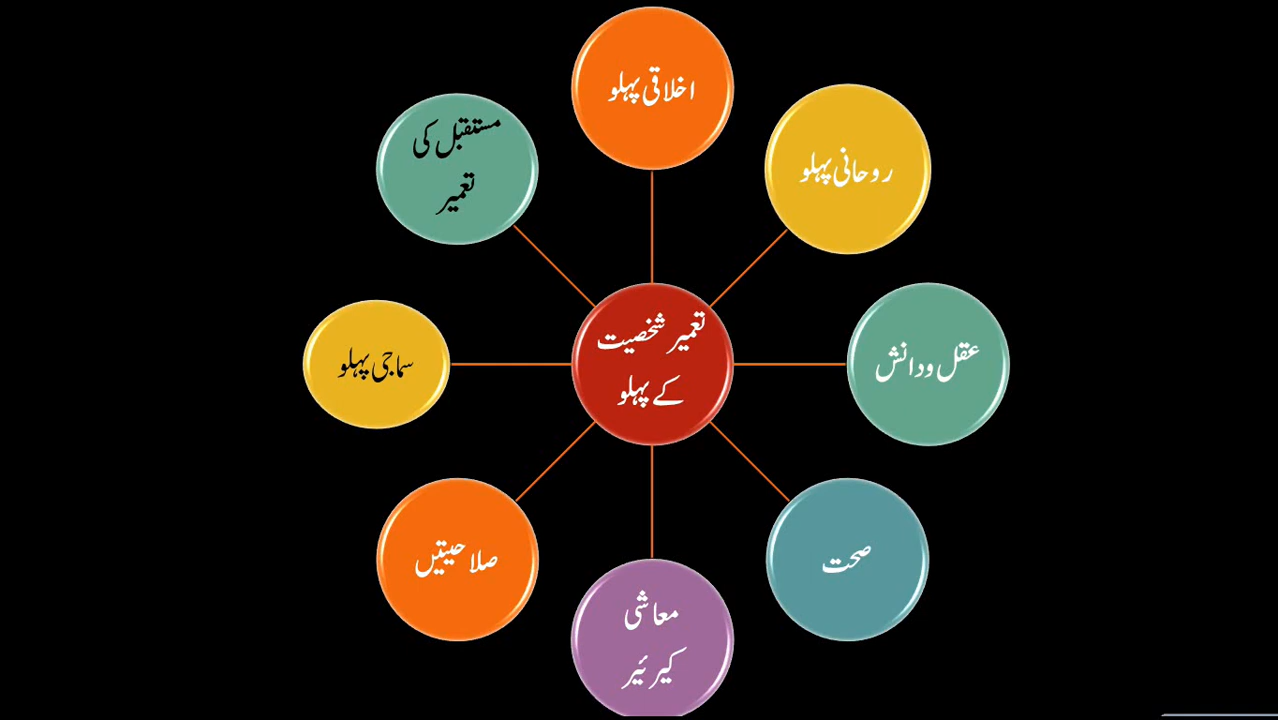 اخلاقی پہلو
روحانی پہلو
عقل ودانش
صحت
معاشی
کیرئیر
صلاحیتیں
سماجی پہلو
مستقبل کی
تعمیر
تعمیر شخصیت
کے پہلو